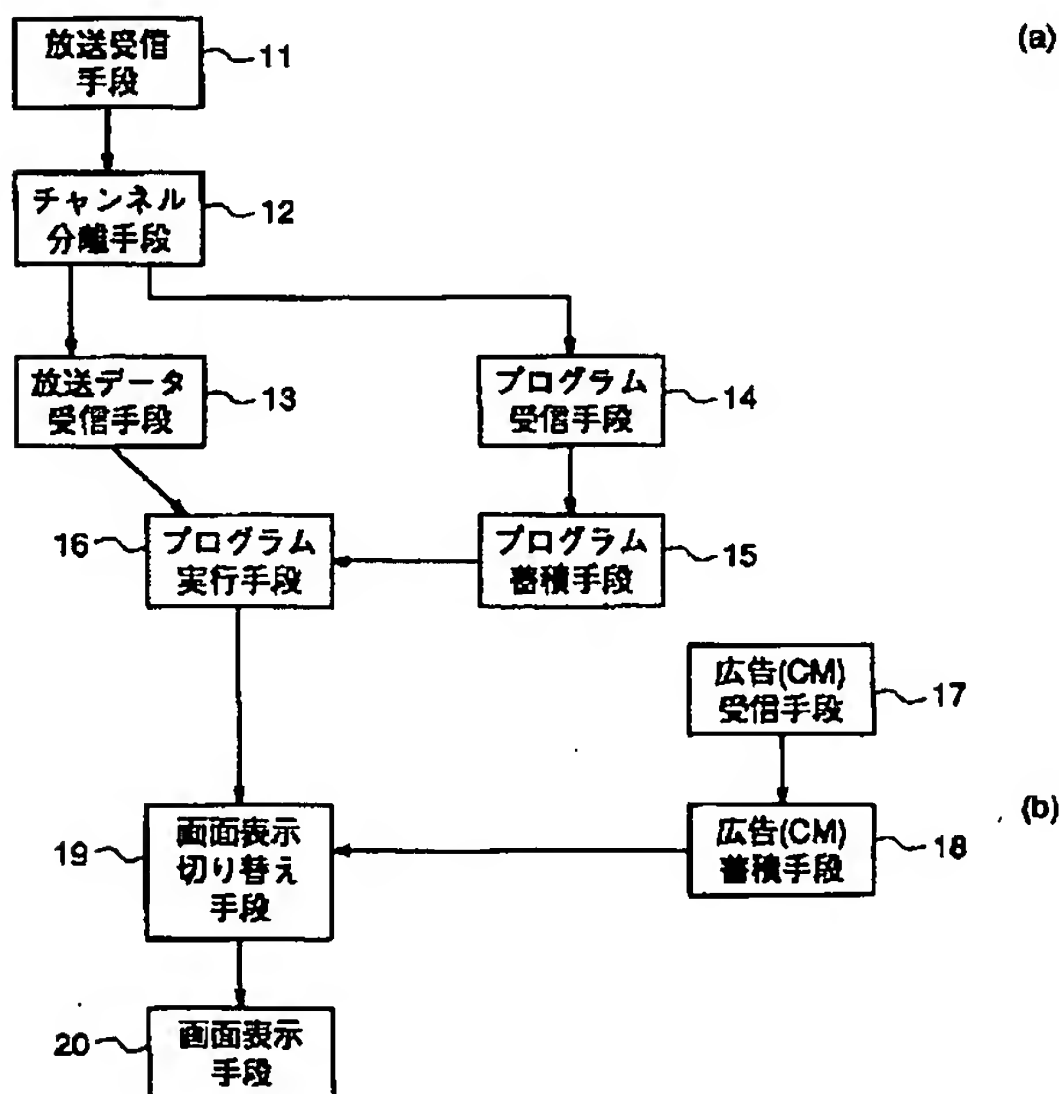 放送受信
手段
11
(a)
チャンネル
分離手段
12
放送データ
受信手段
13
プログラム
受信手段
14
16
プログラム
実行手段
プログラム
蓄積手段
15
広告(CM)
受信手段
17
19
画面表示
切り替え
手段
広告(CM)
蓄積手段
18
(b)
20
画面表示
手段